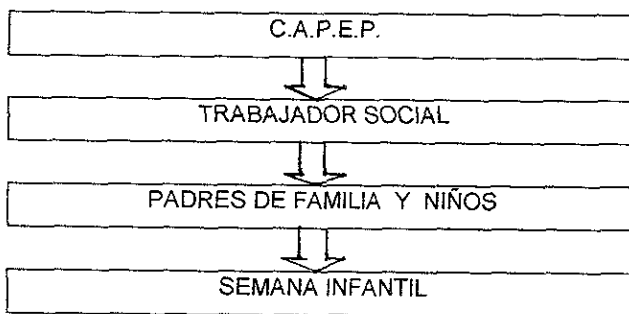 C.A.P.E.P.
TRABAJADOR SOCIAL
PADRES DE FAMILIA Y NIÑOS
SEMANA INFANTIL